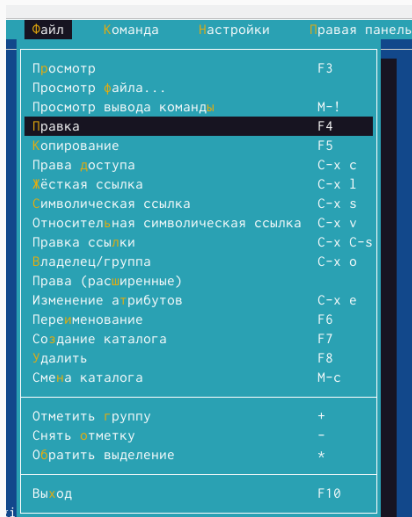 Файл Команда Настройки Правая панель
Просмотр F3
Просмотр файла...
Просмотр вывода команды M-!
Правка F4
Копирование F5
Права доступа C-x c
Жёсткая ссылка C-x l
Символическая ссылка C-x s
Относительная символическая ссылка C-x v
Правка ссылки C-x C-s
Владелец/группа C-x o
Права (расширенные)
Изменение атрибутов C-x e
Переименование F6
Создание каталога F7
Удалить F8
Смена каталога M-c
Отметить группу +
Снять отметку -
Обратить выделение *
Выход F10